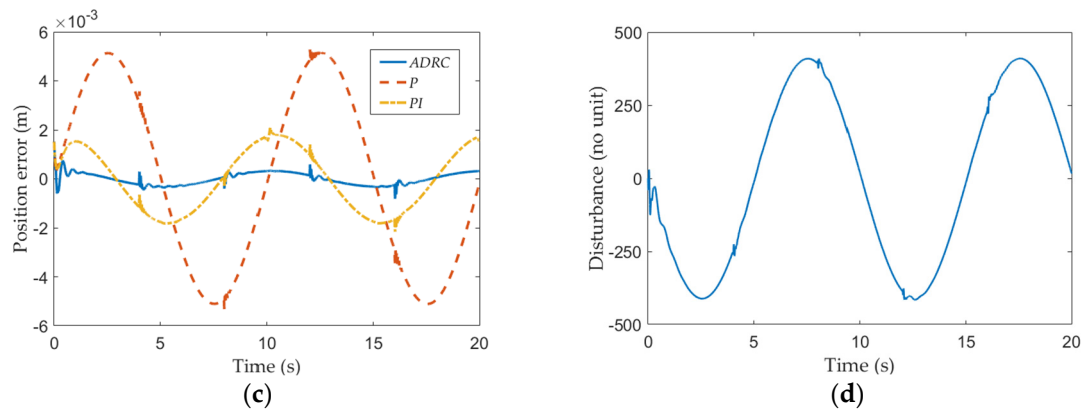 ×10-3
6
4
2
0
-2
-4
-6
Position error (m)
ADRC
P
PI
0
5
10
15
20
Time (s)
(c)
500
250
0
-250
-500
Disturbance (no unit)
0
5
10
15
20
Time (s)
(d)